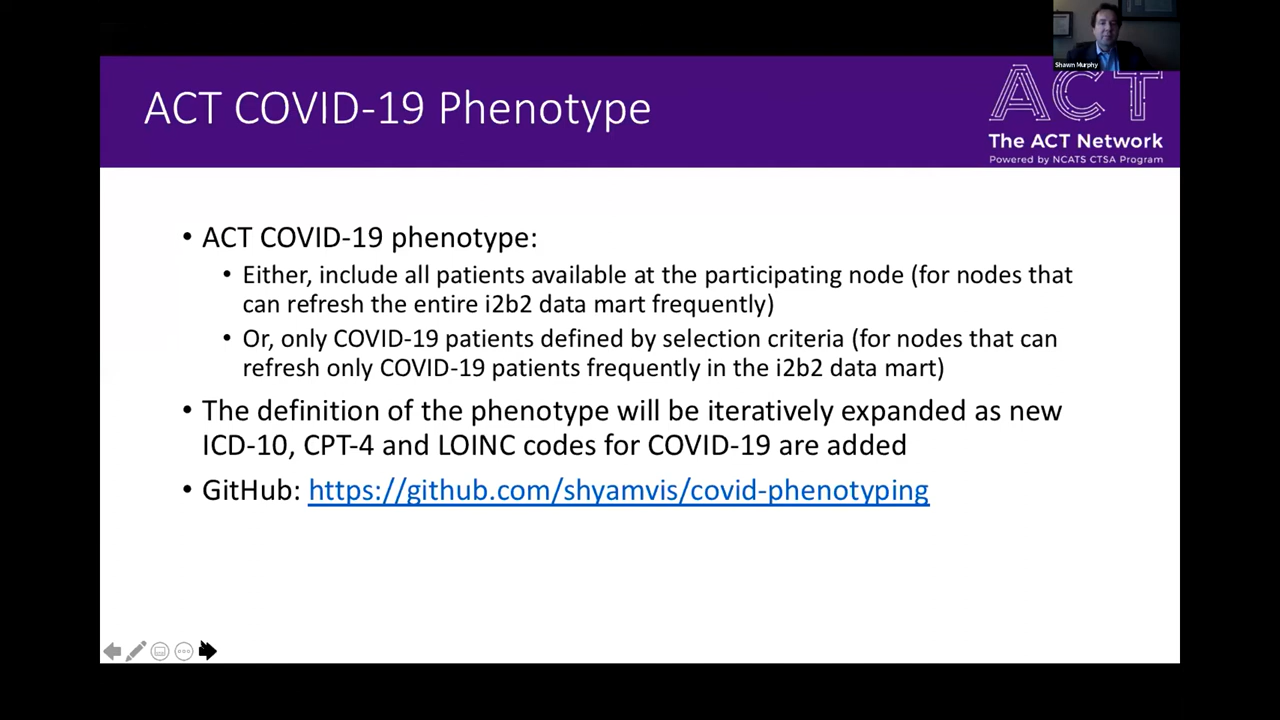 Shawn Murphy
ACT COVID-19 Phenotype
ACT
The ACT Network
Powered by NCATS CTSA Program
• ACT COVID-19 phenotype:
• Either, include all patients available at the participating node (for nodes that
can refresh the entire i2b2 data mart frequently)
• Or, only COVID-19 patients defined by selection criteria (for nodes that can
refresh only COVID-19 patients frequently in the i2b2 data mart)
• The definition of the phenotype will be iteratively expanded as new
ICD-10, CPT-4 and LOINC codes for COVID-19 are added
• GitHub: https://github.com/shyamvis/covid-phenotyping